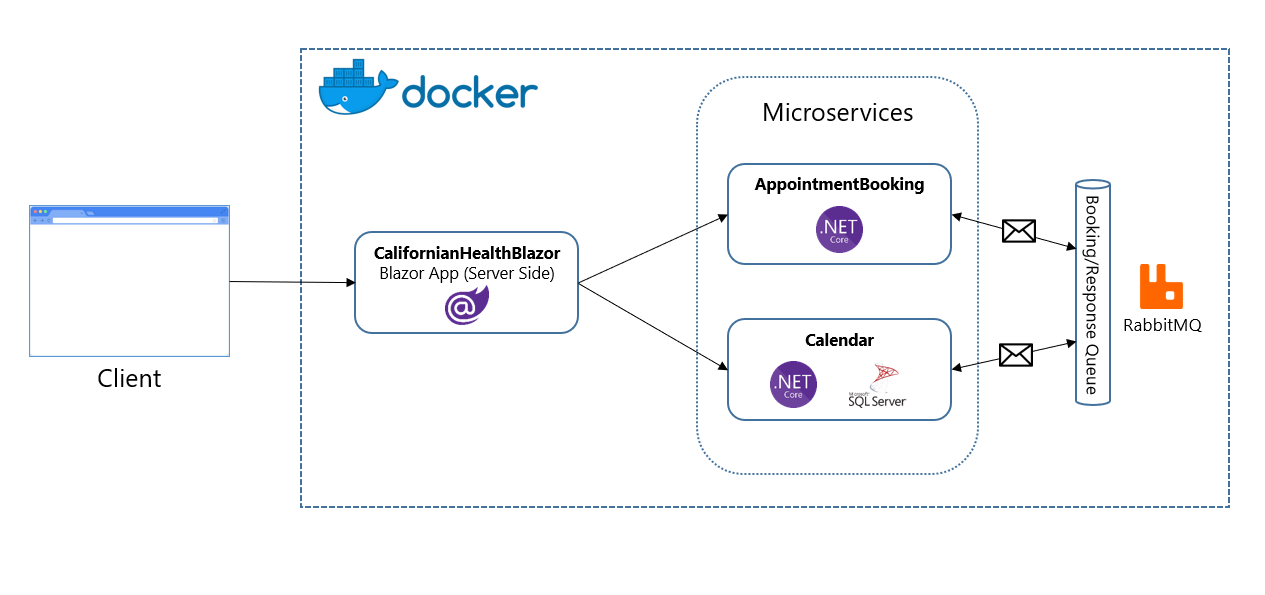 docker
Microservices
AppointmentBooking
.NET
Core
CalifornianHealthBlazor
Blazor App (Server Side)
@
Client
Calendar
.NET
Core
Microsoft
SQL Server
Booking/Response Queue
RabbitMQ